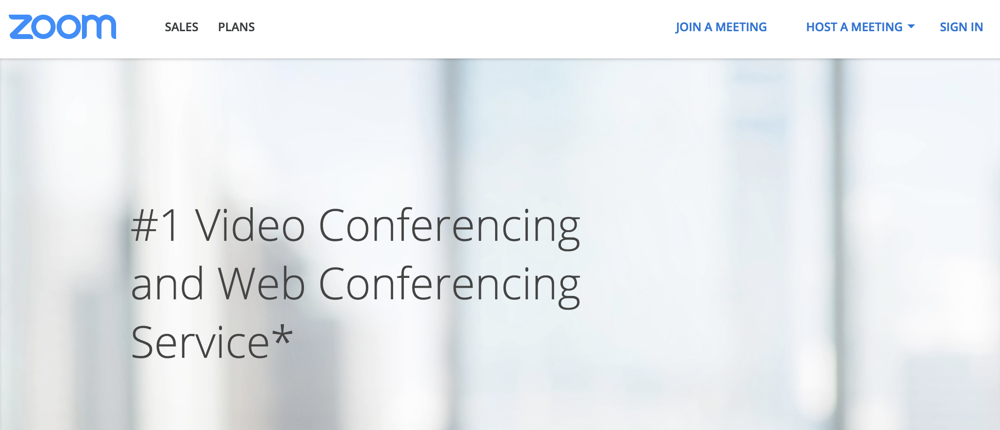 zoom
SALES PLANS
JOIN A MEETING HOST A MEETING SIGN IN
#1 Video Conferencing
and Web Conferencing
Service*